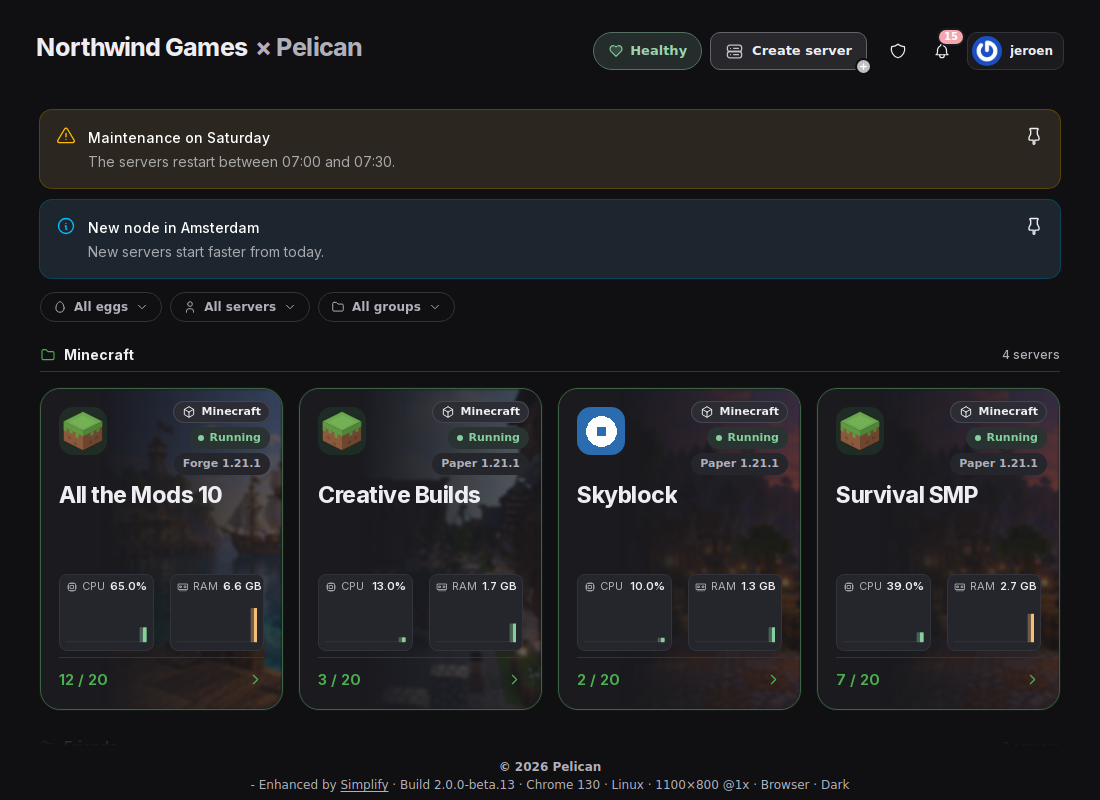 Northwind Games × Pelican
Healthy
Create server
15
jeroen
Maintenance on Saturday
The servers restart between 07:00 and 07:30.
New node in Amsterdam
New servers start faster from today.
All eggs
All servers
All groups
Minecraft
4 servers
Minecraft
Running
Forge 1.21.1
All the Mods 10
CPU 65.0%
RAM 6.6 GB
12 / 20
Minecraft
Running
Paper 1.21.1
Creative Builds
CPU 13.0%
RAM 1.7 GB
3 / 20
Minecraft
Running
Paper 1.21.1
Skyblock
CPU 10.0%
RAM 1.3 GB
2 / 20
Minecraft
Running
Paper 1.21.1
Survival SMP
CPU 39.0%
RAM 2.7 GB
7 / 20
Friends
© 2026 Pelican
- Enhanced by Simplify · Build 2.0.0-beta.13 · Chrome 130 · Linux · 1100×800 @1x · Browser · Dark